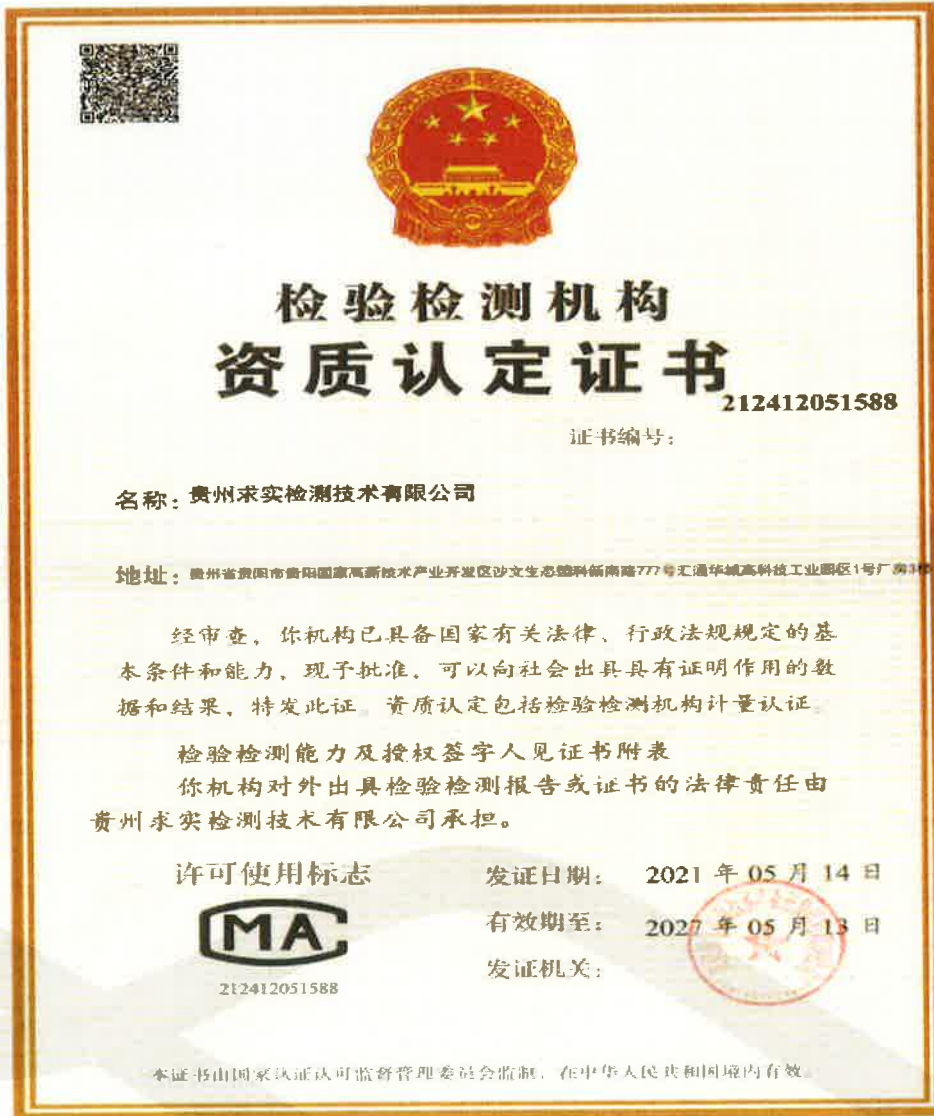 检验检测机构
资质认定证书
212412051588
证书编号：
名称：贵州求实检测技术有限公司
地址：贵州省贵阳市贵阳国家高新技术产业开发区沙文生态科新南路777号汇通华城高科技工业园区1号厂房3楼
经审查，你机构已具备国家有关法律、行政法规规定的基
本条件和能力，现予批准，可以向社会出具具有证明作用的数
据和结果，特发此证。资质认定包括检验检测机构计量认证。
检验检测能力及授权签字人见证书附表
你机构对外出具检验检测报告或证书的法律责任由
贵州求实检测技术有限公司承担。
许可使用标志
MA
212412051588
发证日期：2021 年 05 月 14 日
有效期至：2027 年 05 月 13 日
发证机关：
本证书由国家认证认可监督管理委员会监制，在中华人民共和国境内有效。